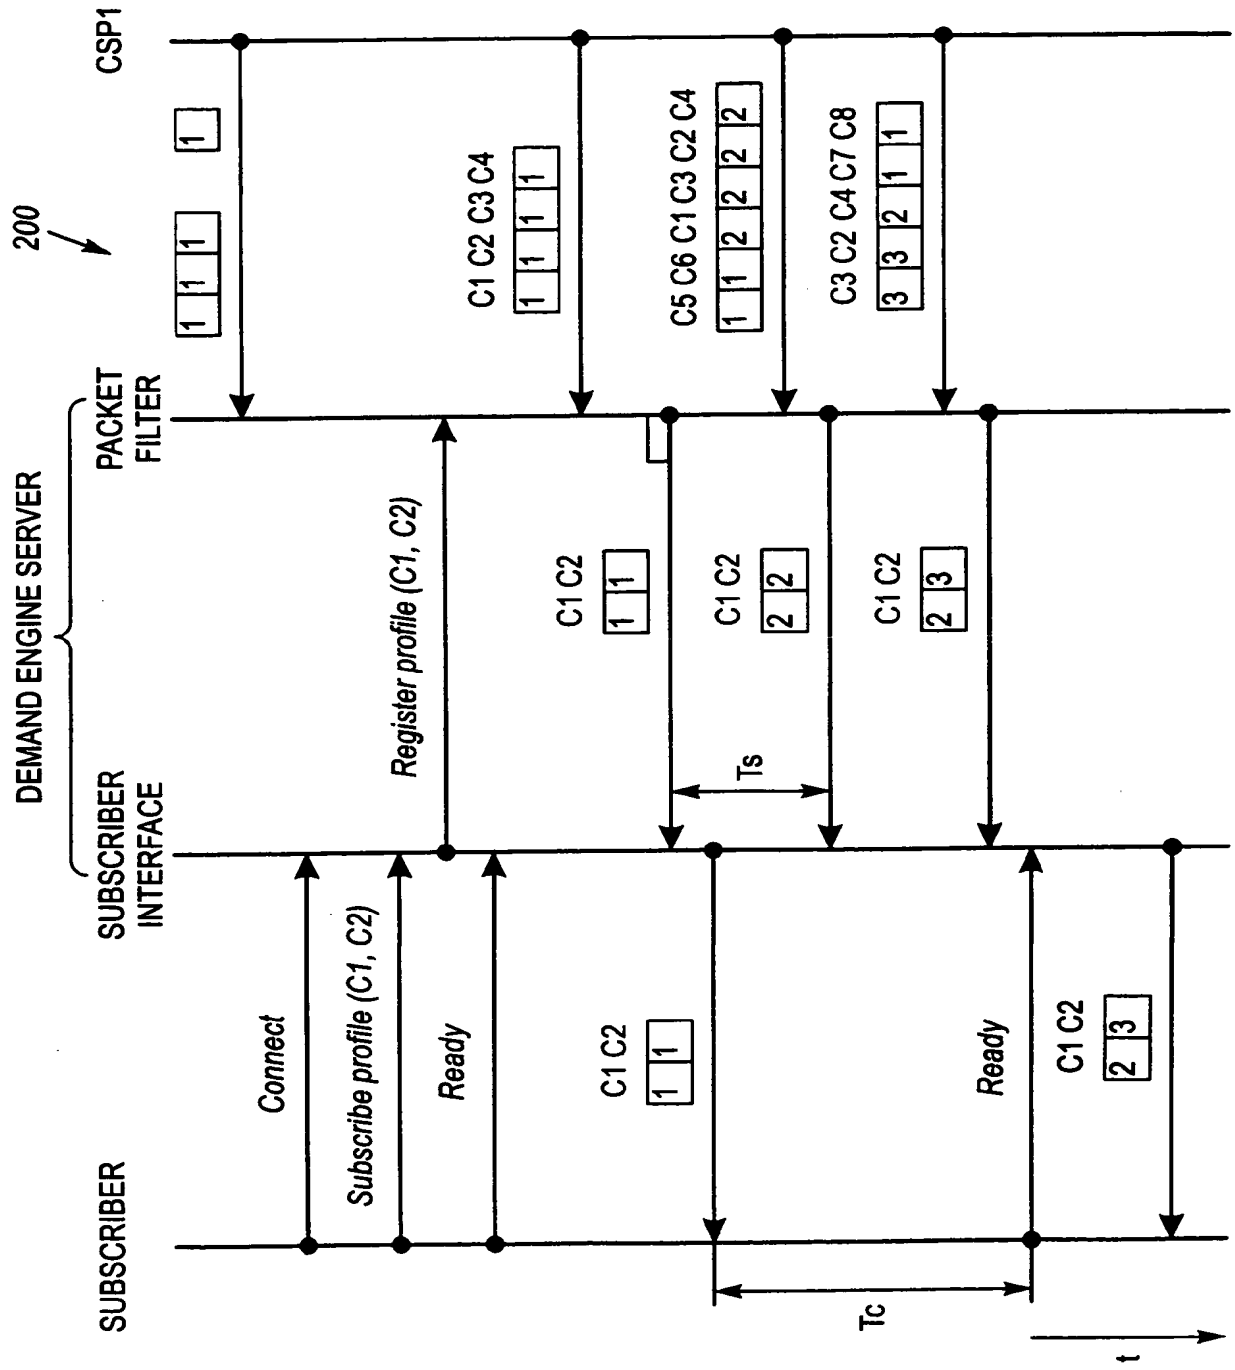 200
DEMAND ENGINE SERVER
SUBSCRIBER
SUBSCRIBER
INTERFACE
PACKET
FILTER
CSP1
1 1 1 1
Connect
Subscribe profile (C1, C2)
Register profile (C1, C2)
Ready
C1 C2 C3 C4
1 1 1 1
C1 C2
1 1
C1 C2
1 1
Ts
C5 C6 C1 C3 C2 C4
1 1 2 2 2 2
C1 C2
2 2
C3 C2 C4 C7 C8
3 3 2 1 1
C1 C2
2 3
Tc
Ready
C1 C2
2 3
t